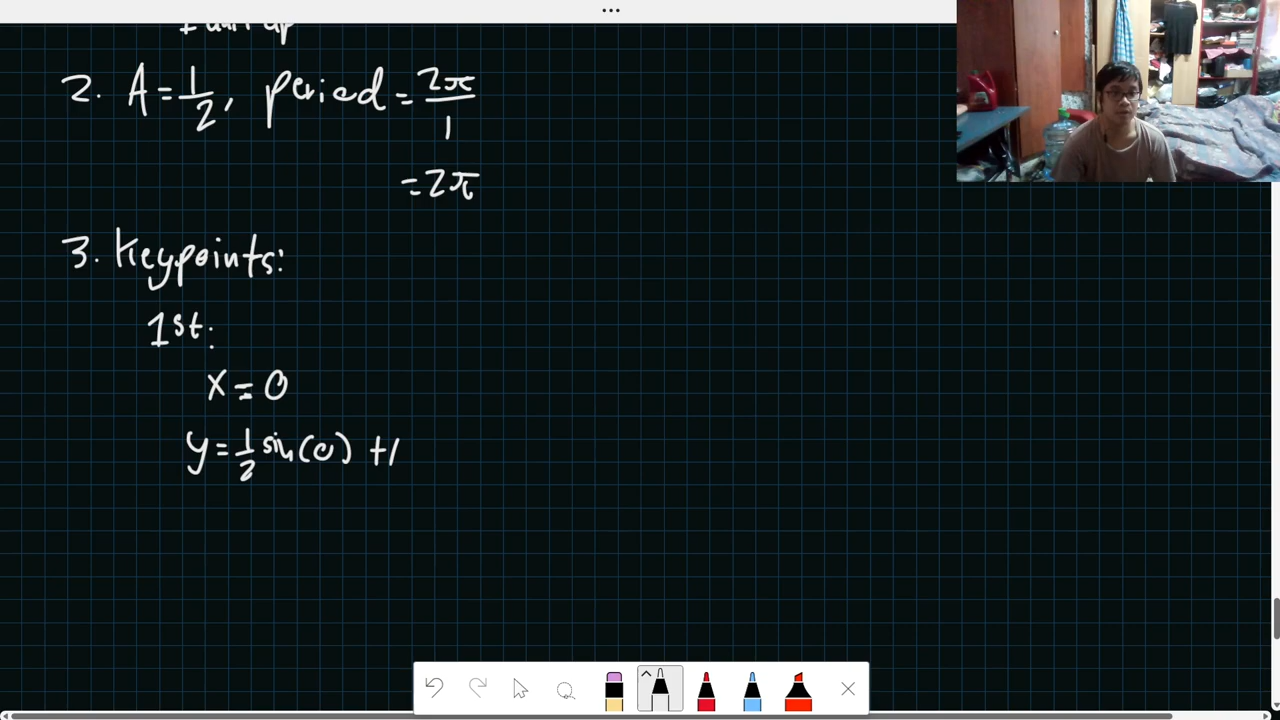 2. A = 1/2, period = 2π/1
= 2π
3. Keypoints:
1st:
x = 0
y = 1/2 sin(0) + 1